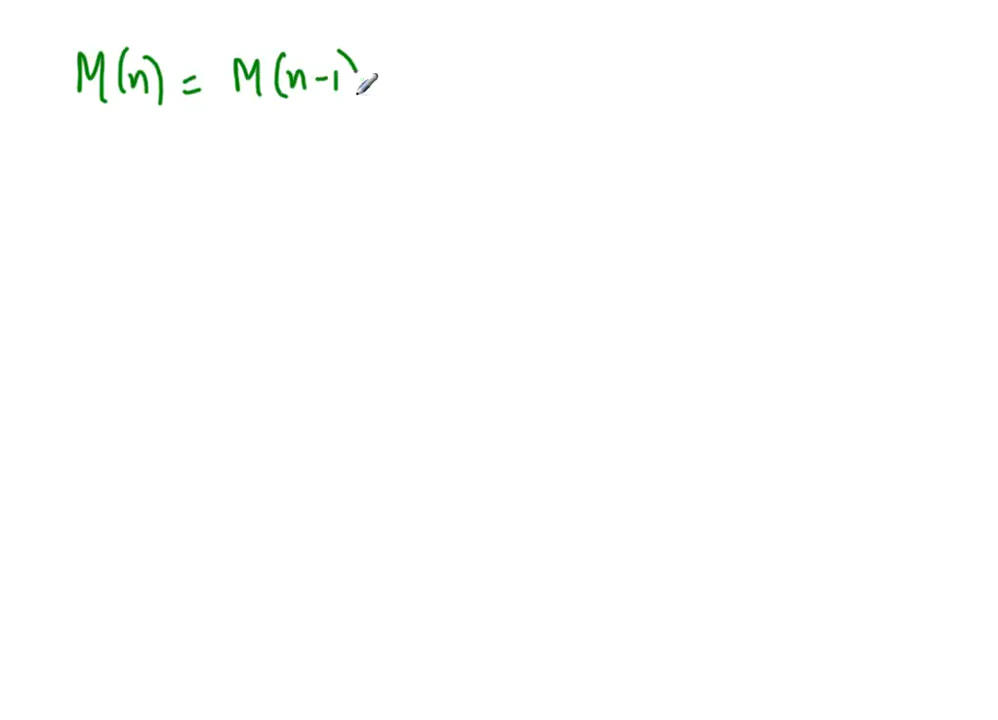 M(n) = M(n-1)